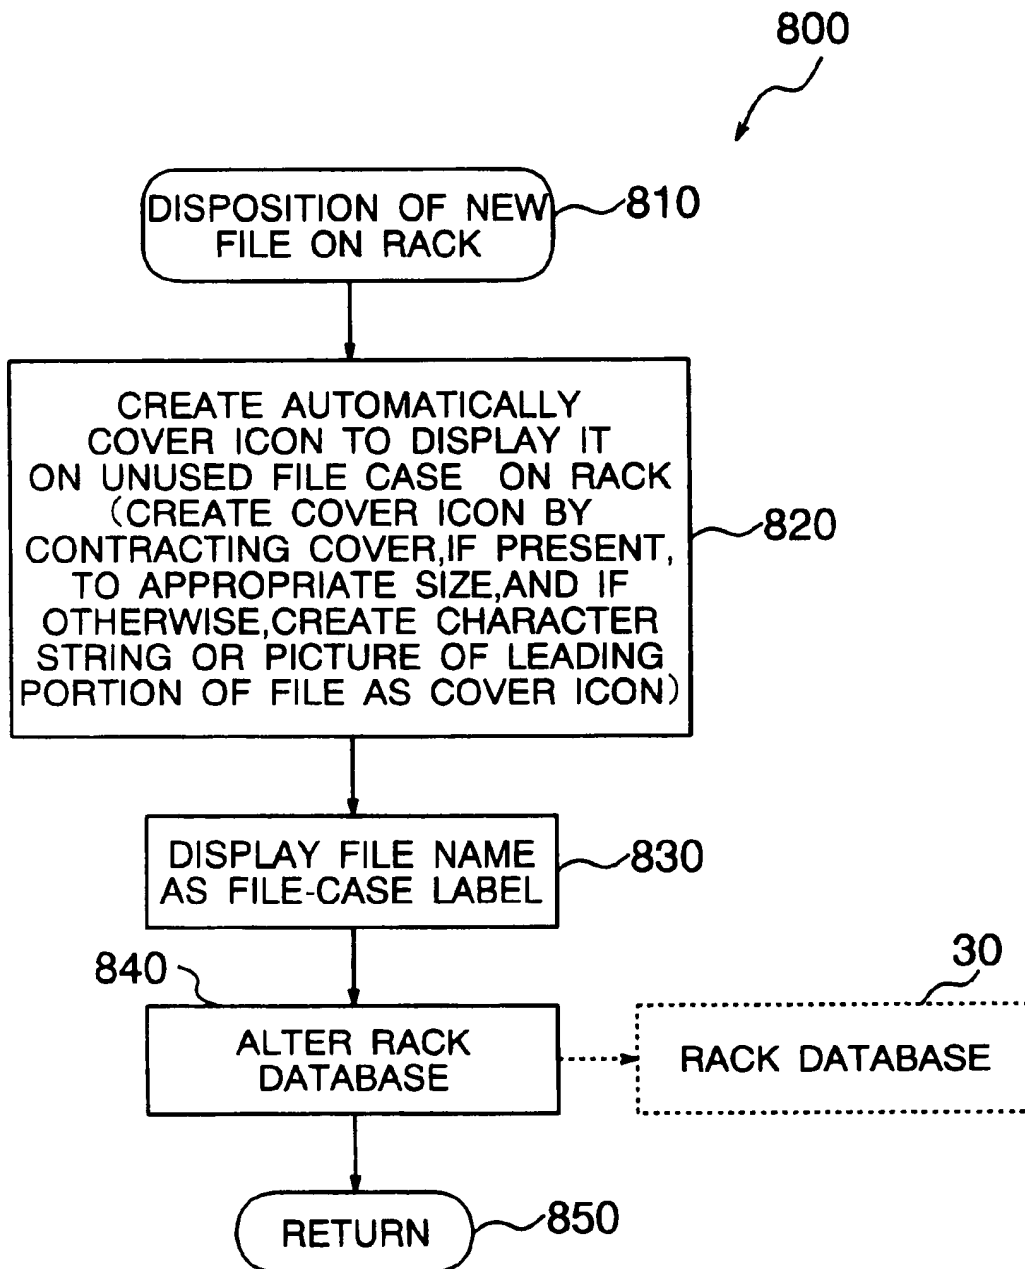 800
DISPOSITION OF NEW
FILE ON RACK
810
CREATE AUTOMATICALLY
COVER ICON TO DISPLAY IT
ON UNUSED FILE CASE ON RACK
(CREATE COVER ICON BY
CONTRACTING COVER,IF PRESENT,
TO APPROPRIATE SIZE,AND IF
OTHERWISE,CREATE CHARACTER
STRING OR PICTURE OF LEADING
PORTION OF FILE AS COVER ICON)
820
DISPLAY FILE NAME
AS FILE-CASE LABEL
830
840
ALTER RACK
DATABASE
30
RACK DATABASE
RETURN
850